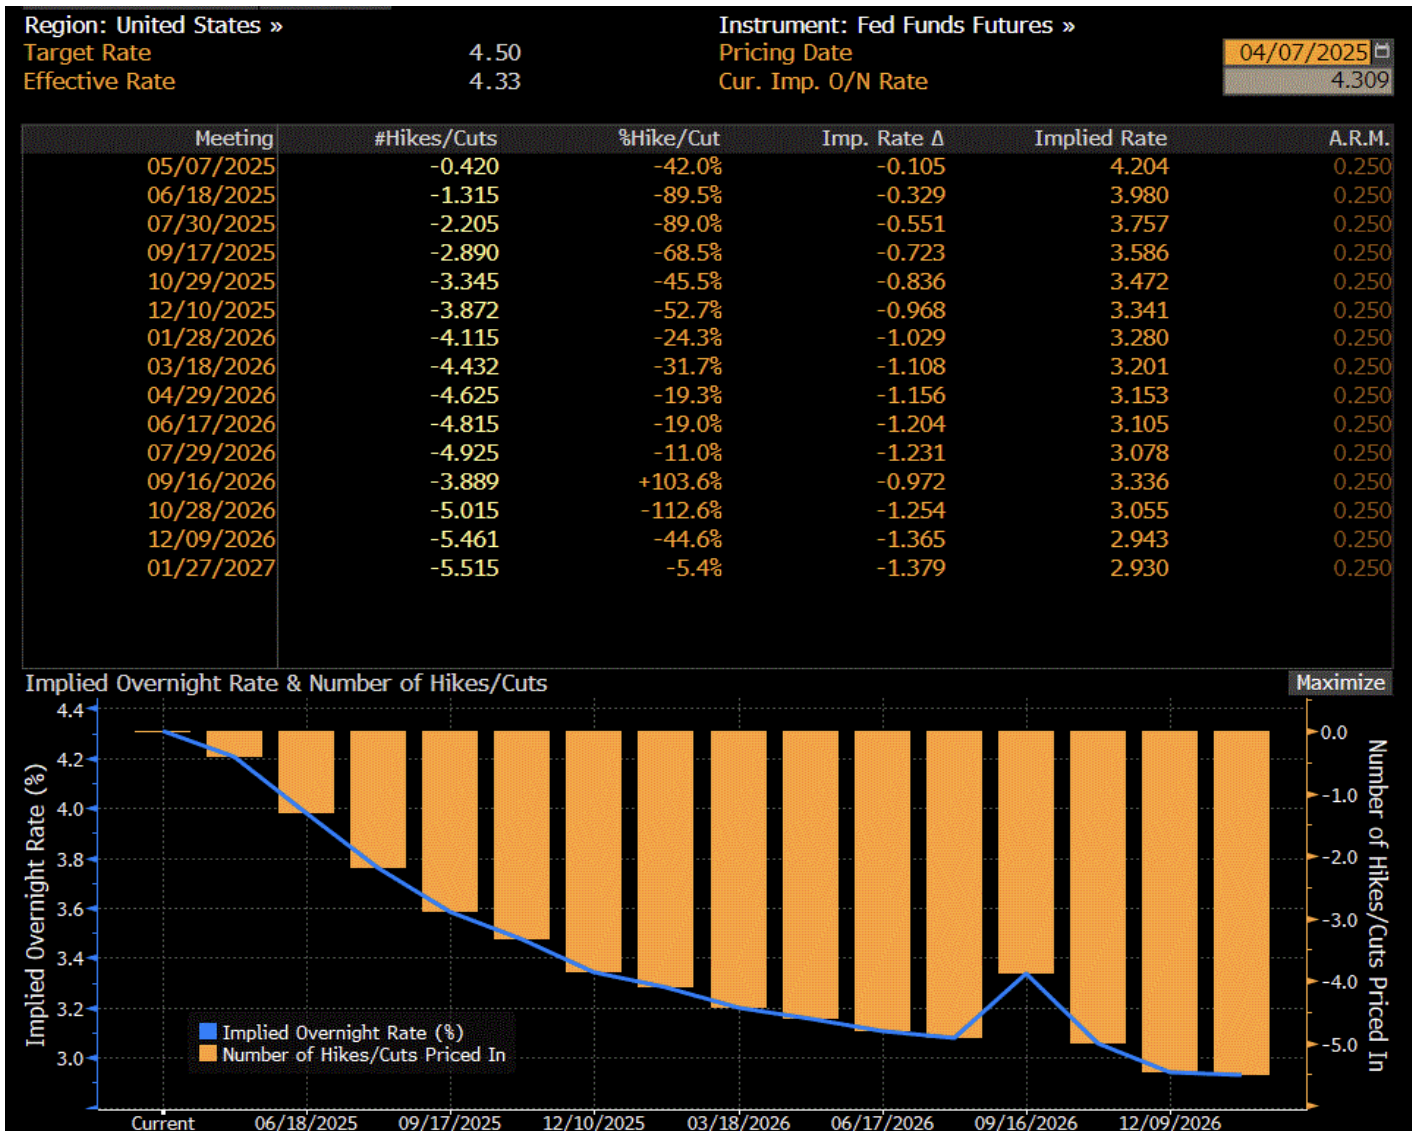 Region: United States » Instrument: Fed Funds Futures »
Target Rate 4.50 Pricing Date 04/07/2025
Effective Rate 4.33 Cur. Imp. O/N Rate 4.309
Meeting #Hikes/Cuts %Hike/Cut Imp. Rate Δ Implied Rate A.R.M.
05/07/2025 -0.420 -42.0% -0.105 4.204 0.250
06/18/2025 -1.315 -89.5% -0.329 3.980 0.250
07/30/2025 -2.205 -89.0% -0.551 3.757 0.250
09/17/2025 -2.890 -68.5% -0.723 3.586 0.250
10/29/2025 -3.345 -45.5% -0.836 3.472 0.250
12/10/2025 -3.872 -52.7% -0.968 3.341 0.250
01/28/2026 -4.115 -24.3% -1.029 3.280 0.250
03/18/2026 -4.432 -31.7% -1.108 3.201 0.250
04/29/2026 -4.625 -19.3% -1.156 3.153 0.250
06/17/2026 -4.815 -19.0% -1.204 3.105 0.250
07/29/2026 -4.925 -11.0% -1.231 3.078 0.250
09/16/2026 -3.889 +103.6% -0.972 3.336 0.250
10/28/2026 -5.015 -112.6% -1.254 3.055 0.250
12/09/2026 -5.461 -44.6% -1.365 2.943 0.250
01/27/2027 -5.515 -5.4% -1.379 2.930 0.250
Implied Overnight Rate & Number of Hikes/Cuts Maximize
Implied Overnight Rate (%)
4.4
4.2
4.0
3.8
3.6
3.4
3.2
3.0
Implied Overnight Rate (%)
Number of Hikes/Cuts Priced In
0.0
-1.0
-2.0
-3.0
-4.0
-5.0
Number of Hikes/Cuts Priced In
Current 06/18/2025 09/17/2025 12/10/2025 03/18/2026 06/17/2026 09/16/2026 12/09/2026